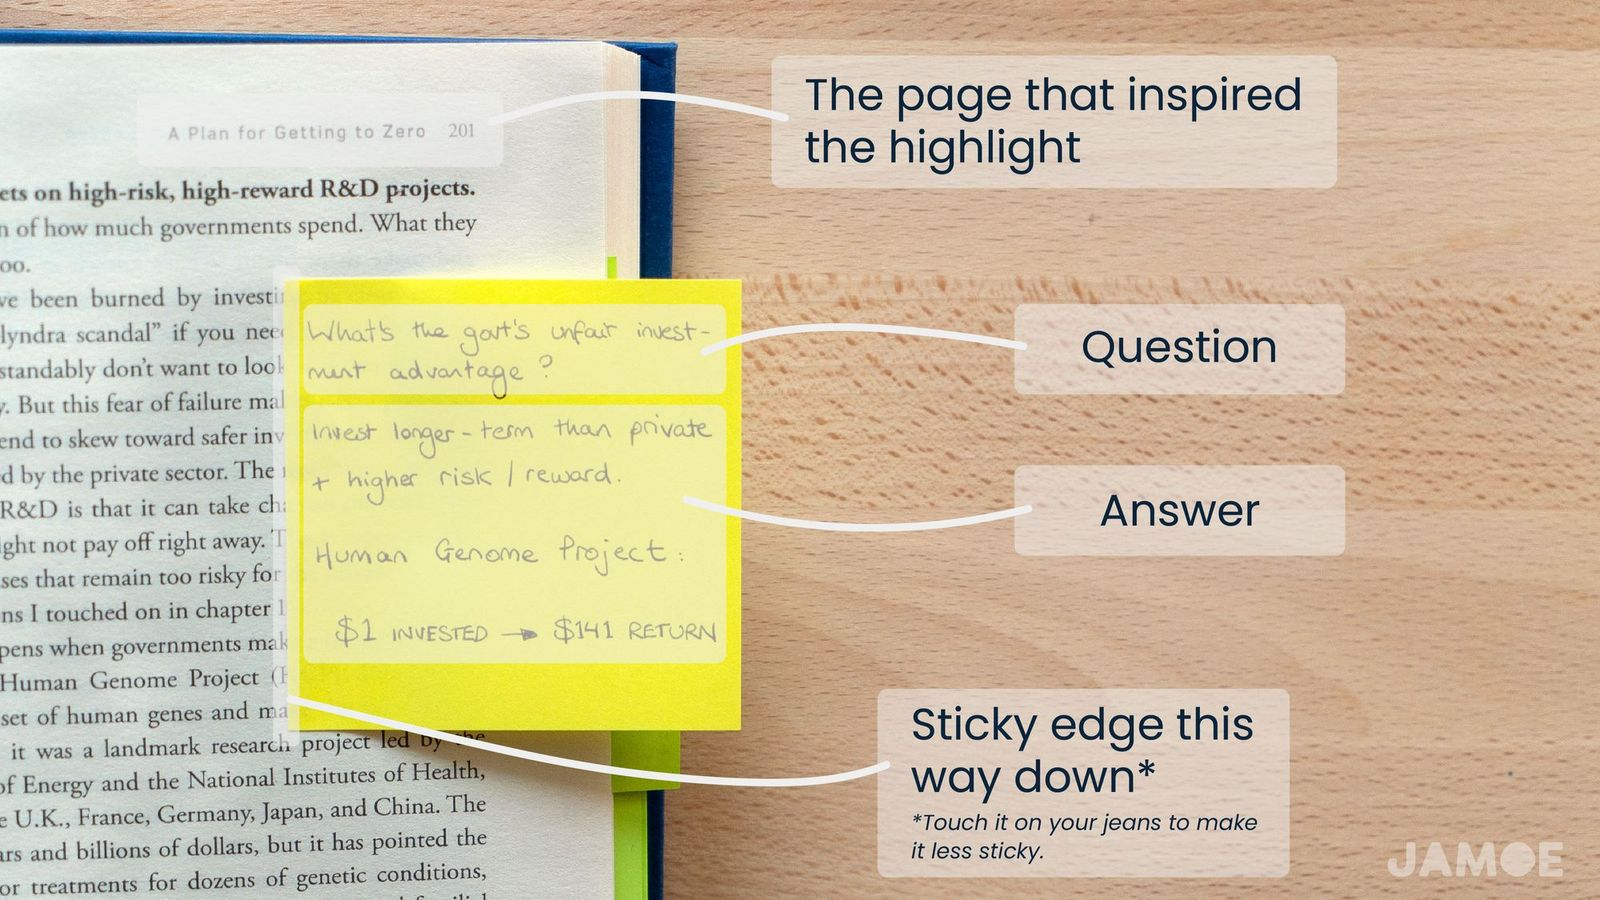 A Plan for Getting to Zero 201
ets on high-risk, high-reward R&D projects.
n of how much governments spend. What they
oo.
ve been burned by investi
lyndra scandal” if you nee
standably don’t want to look
y. But this fear of failure mak
end to skew toward safer inv
d by the private sector. The
R&D is that it can take cha
ight not pay off right away. T
ses that remain too risky for
ns I touched on in chapter 1
pens when governments mak
Human Genome Project (H
set of human genes and ma
it was a landmark research project led by the
of Energy and the National Institutes of Health,
e U.K., France, Germany, Japan, and China. The
ars and billions of dollars, but it has pointed the
or treatments for dozens of genetic conditions,
What's the govt's unfair invest-
ment advantage?
Invest longer-term than private
+ higher risk / reward.
Human Genome Project:
$1 INVESTED → $141 RETURN
The page that inspired
the highlight
Question
Answer
Sticky edge this
way down*
*Touch it on your jeans to make
it less sticky.
JAMOE